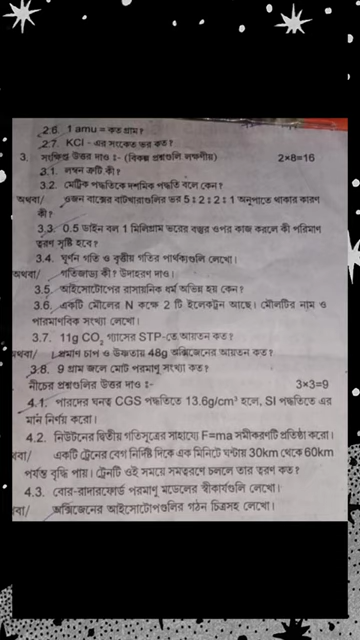 2.6. 1 amu = কত গ্রাম?
2.7. KCl - এর সংকেত ভর কত?
3. সংক্ষিপ্ত উত্তর দাও :- (বিকল্প প্রশ্নগুলি লক্ষণীয়) 2×8=16
3.1. লম্বন ত্রুটি কী?
3.2. মেট্রিক পদ্ধতিকে দশমিক পদ্ধতি বলে কেন?
অথবা/ ওজন বাক্সের বাটখারাগুলির ভর 5 : 2 : 2 : 1 অনুপাতে থাকার কারণ
কী?
3.3. 0.5 ডাইন বল 1 মিলিগ্রাম ভরের বস্তুর ওপর কাজ করলে কী পরিমাণ
ত্বরণ সৃষ্টি হবে?
3.4. ঘূর্ণন গতি ও বৃত্তীয় গতির পার্থক্যগুলি লেখো।
অথবা/ গতিজাড্য কী? উদাহরণ দাও।
3.5. আইসোটোপের রাসায়নিক ধর্ম অভিন্ন হয় কেন?
3.6. একটি মৌলের N কক্ষে 2 টি ইলেকট্রন আছে। মৌলটির নাম ও
পারমাণবিক সংখ্যা লেখো।
3.7. 11g CO₂ গ্যাসের STP-তে আয়তন কত?
অথবা/ প্রমাণ চাপ ও উষ্ণতায় 48g অক্সিজেনের আয়তন কত?
3.8. 9 গ্রাম জলে মোট পরমাণু সংখ্যা কত?
নীচের প্রশ্নগুলির উত্তর দাও :- 3×3=9
4.1. পারদের ঘনত্ব CGS পদ্ধতিতে 13.6g/cm³ হলে, SI পদ্ধতিতে এর
মান নির্ণয় করো।
4.2. নিউটনের দ্বিতীয় গতিসূত্রের সাহায্যে F=ma সমীকরণটি প্রতিষ্ঠা করো।
থবা/ একটি ট্রেনের বেগ নির্দিষ্ট দিকে এক মিনিটে ঘন্টায় 30km থেকে 60km
পর্যন্ত বৃদ্ধি পায়। ট্রেনটি ওই সময়ে সমত্বরণে চললে তার ত্বরণ কত?
4.3. বোর-রাদারফোর্ড পরমাণু মডেলের স্বীকার্যগুলি লেখো।
বা/ অক্সিজেনের আইসোটোপগুলির গঠন চিত্রসহ লেখো।